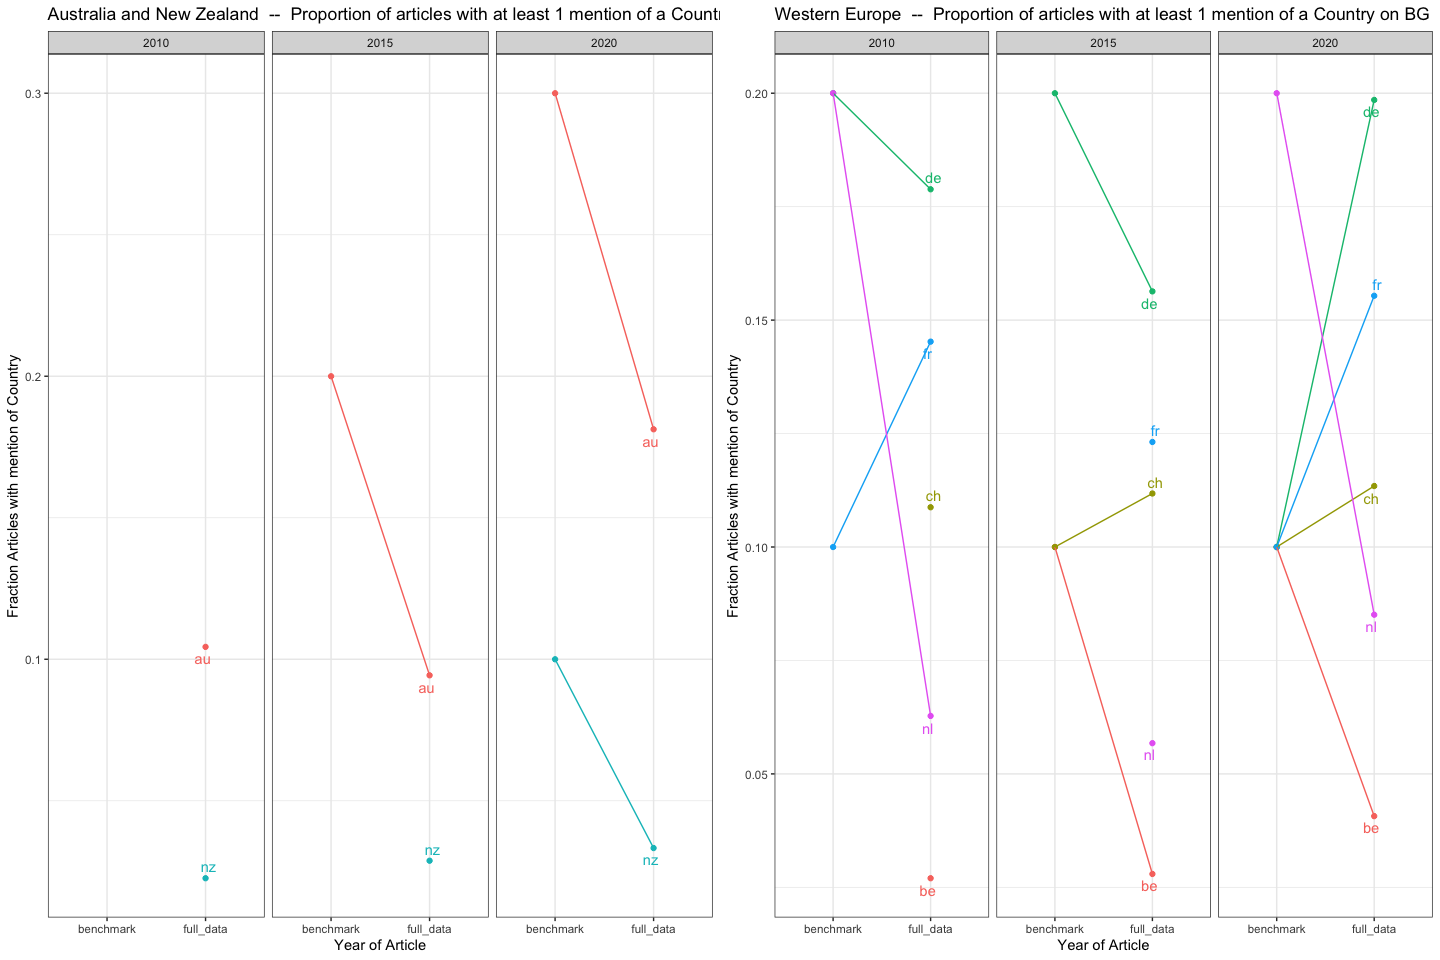 Australia and New Zealand -- Proportion of articles with at least 1 mention of a Countr
2010 2015 2020
0.3
0.2
0.1
au
nz
au
nz
au
nz
benchmark full_data benchmark full_data benchmark full_data
Year of Article
Fraction Articles with mention of Country
Western Europe -- Proportion of articles with at least 1 mention of a Country on BG
2010 2015 2020
0.20
0.15
0.10
0.05
de
fr
ch
nl
be
de
fr
ch
nl
be
de
fr
ch
nl
be
benchmark full_data benchmark full_data benchmark full_data
Year of Article
Fraction Articles with mention of Country